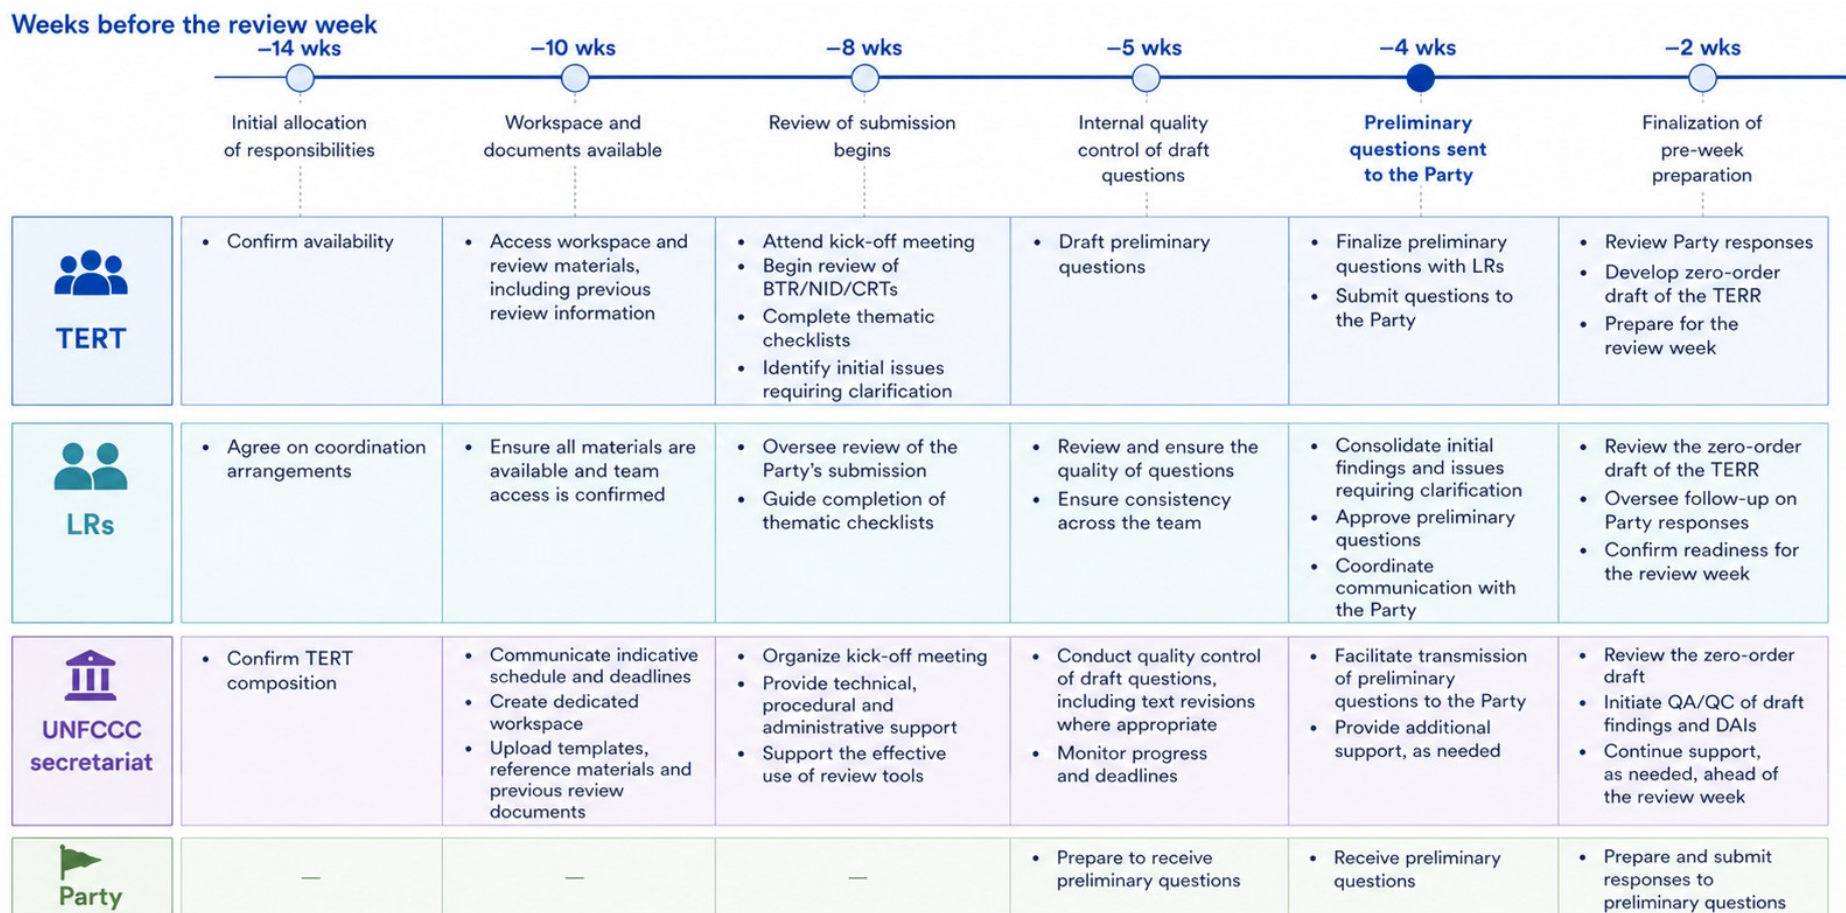 Weeks before the review week
–14 wks
–10 wks
–8 wks
–5 wks
–4 wks
–2 wks
Initial allocation
of responsibilities
Workspace and
documents available
Review of submission
begins
Internal quality
control of draft
questions
Preliminary
questions sent
to the Party
Finalization of
pre-week
preparation
TERT
• Confirm availability
• Access workspace and
review materials,
including previous
review information
• Attend kick-off meeting
• Begin review of
BTR/NID/CRTs
• Complete thematic
checklists
• Identify initial issues
requiring clarification
• Draft preliminary
questions
• Finalize preliminary
questions with LRs
• Submit questions to
the Party
• Review Party responses
• Develop zero-order
draft of the TERR
• Prepare for the
review week
LRs
• Agree on coordination
arrangements
• Ensure all materials are
available and team
access is confirmed
• Oversee review of the
Party's submission
• Guide completion of
thematic checklists
• Review and ensure the
quality of questions
• Ensure consistency
across the team
• Consolidate initial
findings and issues
requiring clarification
• Approve preliminary
questions
• Coordinate
communication with
the Party
• Review the zero-order
draft of the TERR
• Oversee follow-up on
Party responses
• Confirm readiness for
the review week
UNFCCC
secretariat
• Confirm TERT
composition
• Communicate indicative
schedule and deadlines
• Create dedicated
workspace
• Upload templates,
reference materials and
previous review
documents
• Organize kick-off meeting
• Provide technical,
procedural and
administrative support
• Support the effective
use of review tools
• Conduct quality control
of draft questions,
including text revisions
where appropriate
• Monitor progress
and deadlines
• Facilitate transmission
of preliminary
questions to the Party
• Provide additional
support, as needed
• Review the zero-order
draft
• Initiate QA/QC of draft
findings and DAIs
• Continue support,
as needed, ahead of
the review week
Party
—
—
—
• Prepare to receive
preliminary questions
• Receive preliminary
questions
• Prepare and submit
responses to
preliminary questions